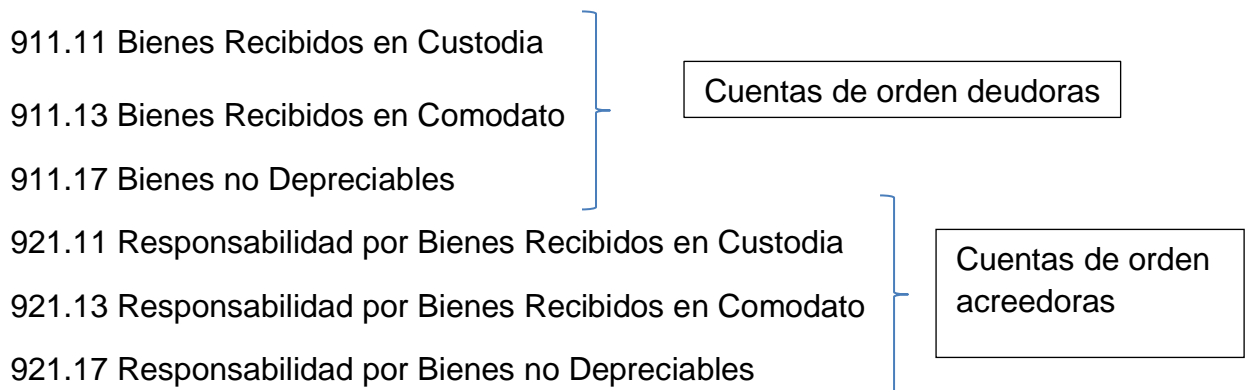 911.11 Bienes Recibidos en Custodia
Cuentas de orden deudoras
911.13 Bienes Recibidos en Comodato
911.17 Bienes no Depreciables
921.11 Responsabilidad por Bienes Recibidos en Custodia
Cuentas de orden
acreedoras
921.13 Responsabilidad por Bienes Recibidos en Comodato
921.17 Responsabilidad por Bienes no Depreciables